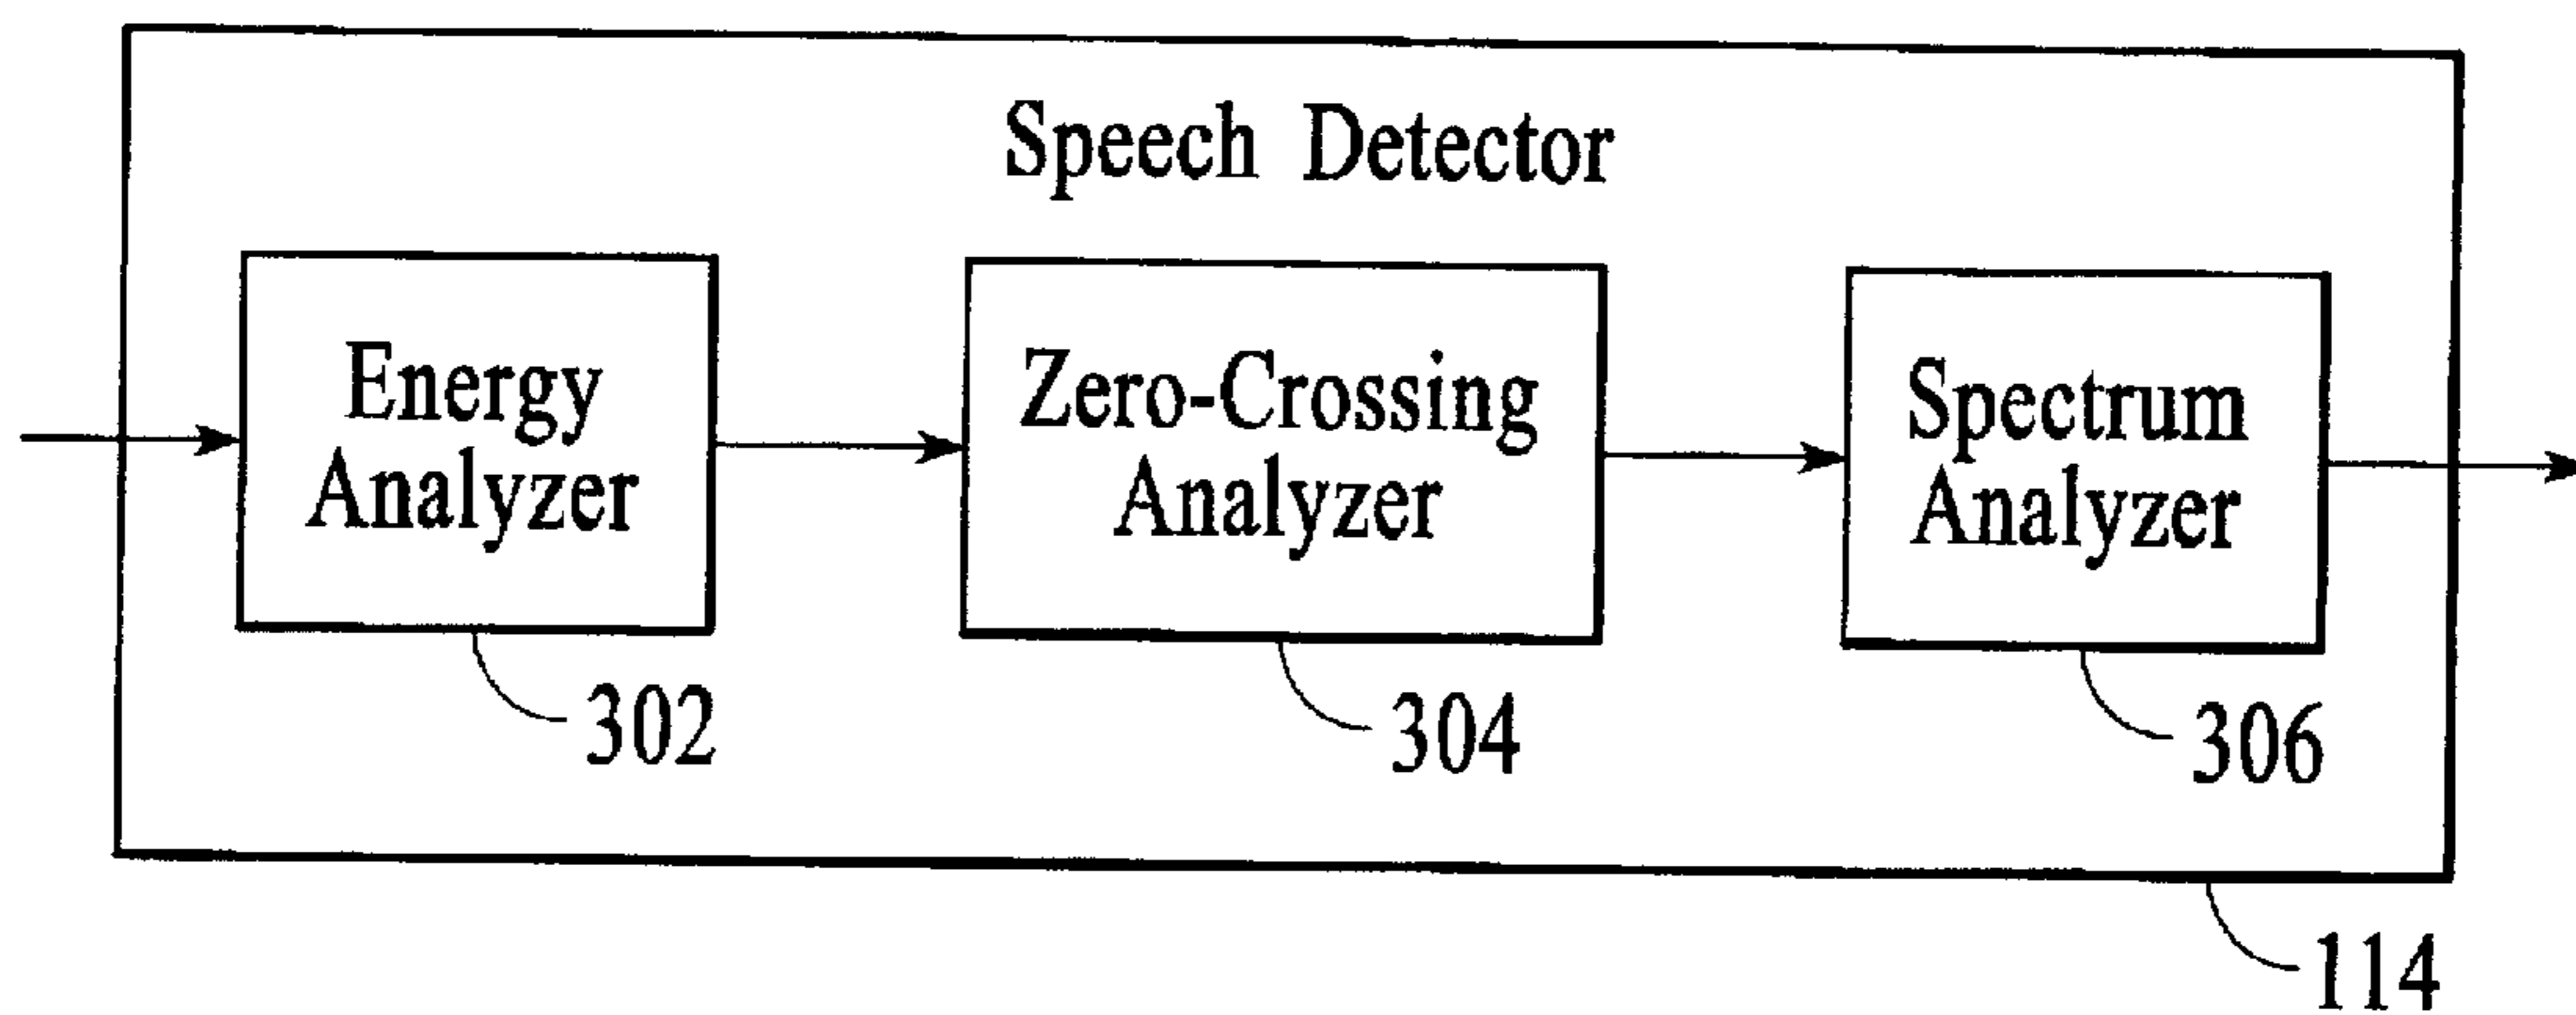 Speech Detector
Energy
Analyzer
Zero-Crossing
Analyzer
Spectrum
Analyzer
302
304
306
114